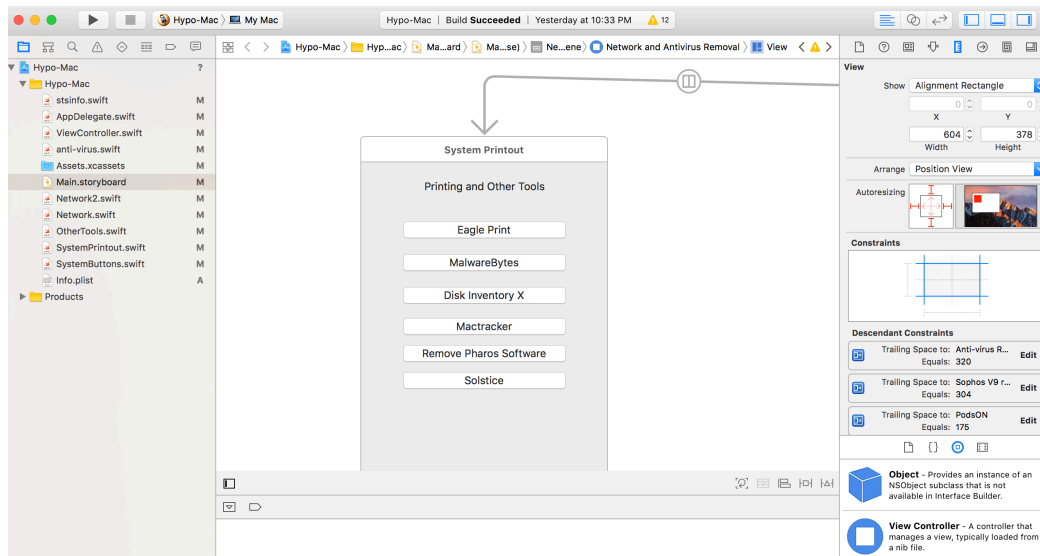 Hypo-Mac 〉 My Mac
Hypo-Mac | Build Succeeded | Yesterday at 10:33 PM 12
Hypo-Mac 〉 Hyp...ac 〉 Ma...ard 〉 Ma...se) 〉 Ne...ene 〉 Network and Antivirus Removal 〉 View
Hypo-Mac ?
Hypo-Mac
stsinfo.swift M
AppDelegate.swift M
ViewController.swift M
anti-virus.swift M
Assets.xcassets M
Main.storyboard M
Network2.swift M
Network.swift M
OtherTools.swift M
SystemPrintout.swift M
SystemButtons.swift M
Info.plist A
Products
System Printout
Printing and Other Tools
Eagle Print
MalwareBytes
Disk Inventory X
Mactracker
Remove Pharos Software
Solstice
View
Show Alignment Rectangle
0 0
X Y
604 378
Width Height
Arrange Position View
Autoresizing
Constraints
Descendant Constraints
Trailing Space to: Anti-virus R...
Equals: 320
Edit
Trailing Space to: Sophos V9 r...
Equals: 304
Edit
Trailing Space to: PodsON
Equals: 175
Edit
Object - Provides an instance of an
NSObject subclass that is not
available in Interface Builder.
View Controller - A controller that
manages a view, typically loaded from
a nib file.